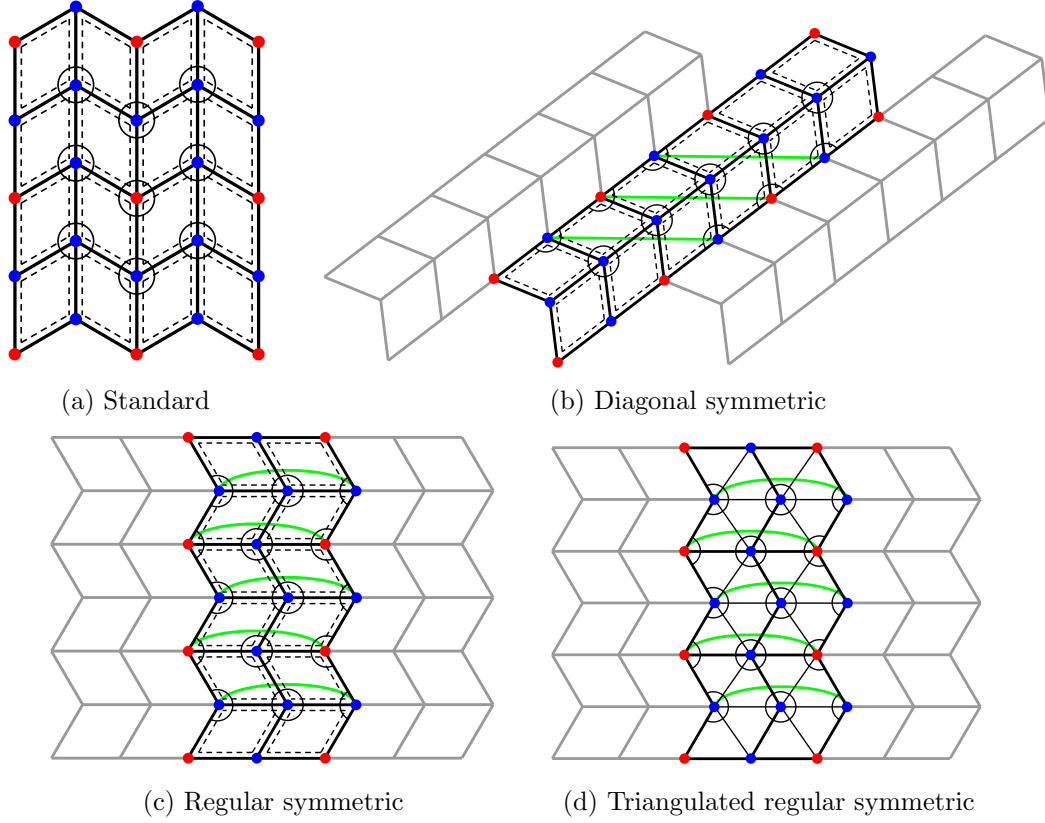 (a) Standard
(b) Diagonal symmetric
(c) Regular symmetric
(d) Triangulated regular symmetric